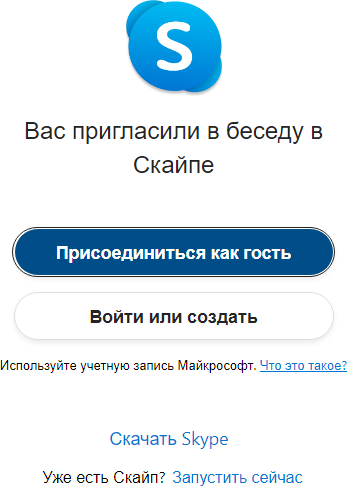 S
Вас пригласили в беседу в
Скайпе
Присоединиться как гость
Войти или создать
Используйте учетную запись Майкрософт. Что это такое?
Скачать Skype
Уже есть Скайп? Запустить сейчас